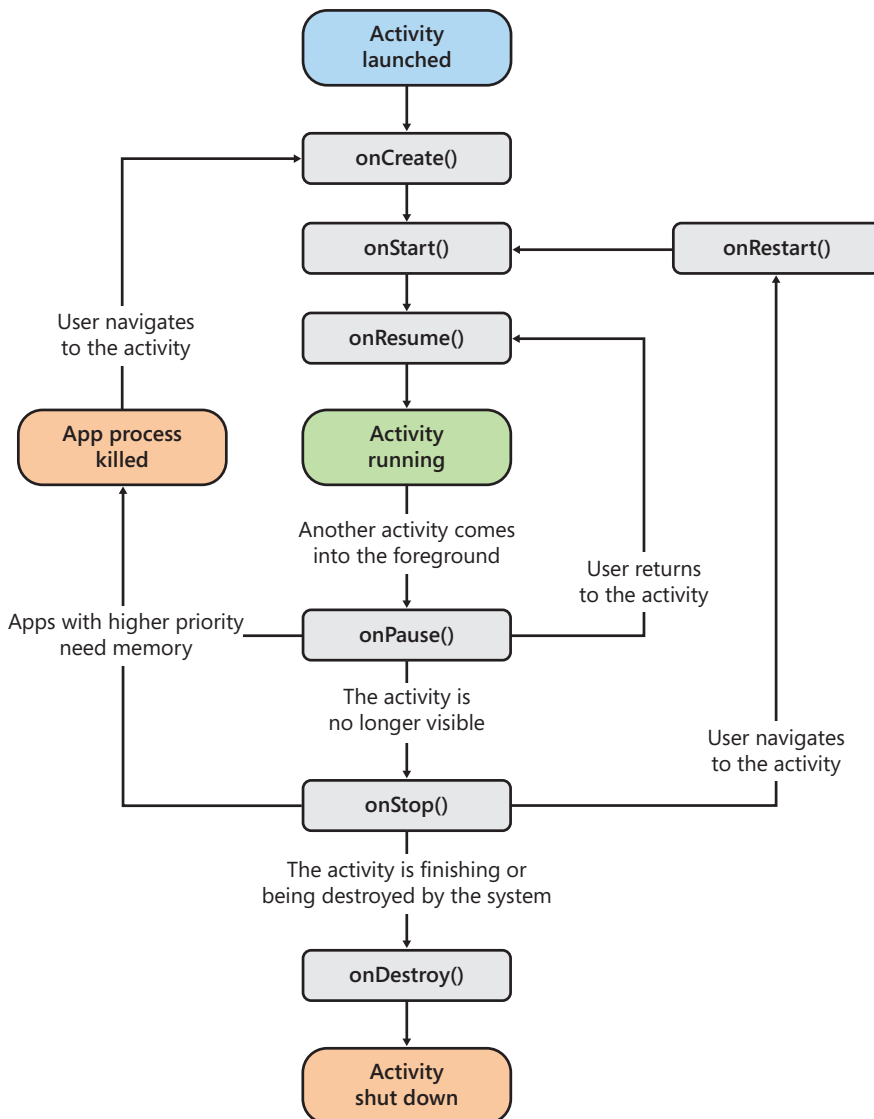 Activity
launched
onCreate()
onStart()
onRestart()
onResume()
User navigates
to the activity
App process
killed
Activity
running
Another activity comes
into the foreground
User returns
to the activity
Apps with higher priority
need memory
onPause()
The activity is
no longer visible
User navigates
to the activity
onStop()
The activity is finishing or
being destroyed by the system
onDestroy()
Activity
shut down